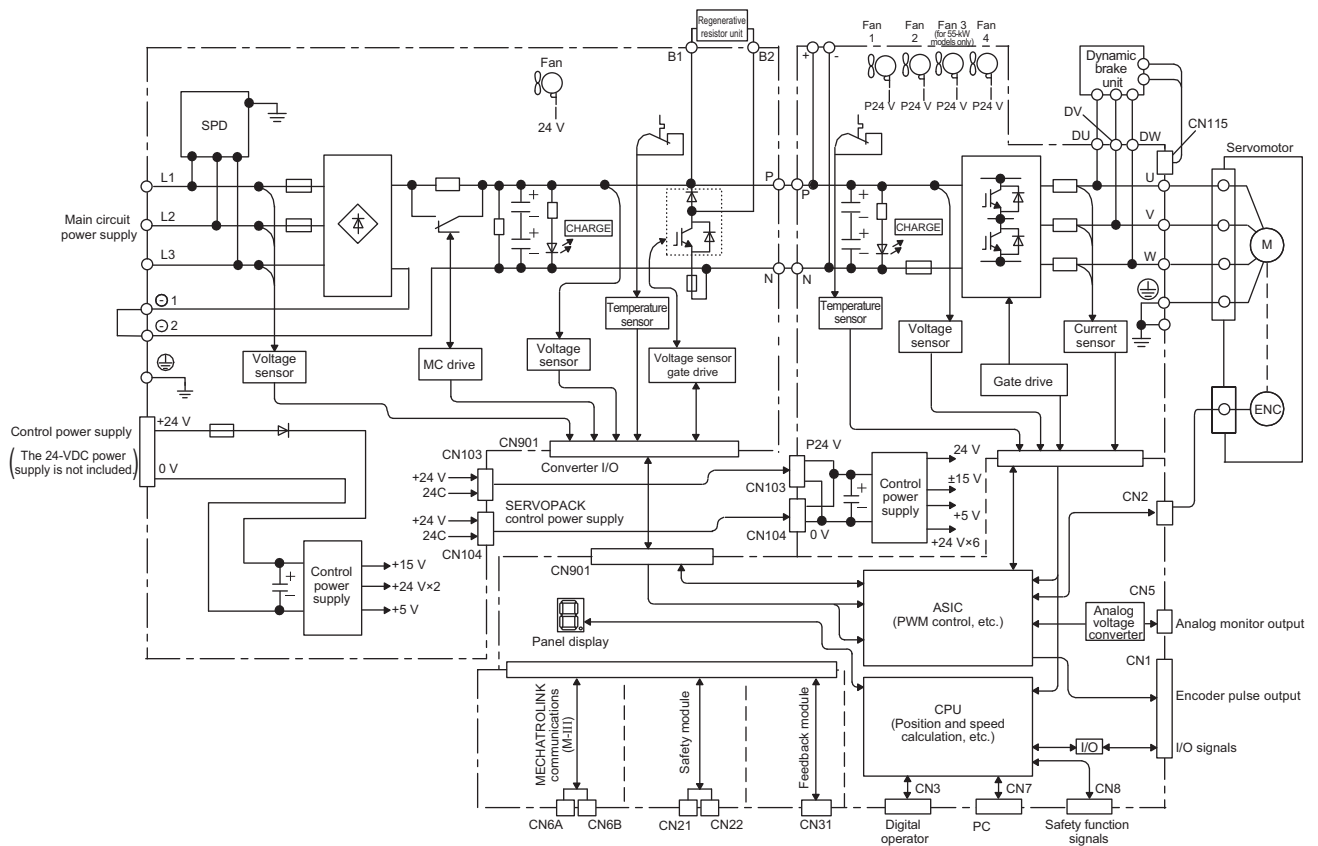 Regenerative
resistor unit
B1
B2
+
-
Fan
1
Fan
2
Fan 3
(for 55-kW
models only)
Fan
4
P24 V
P24 V
P24 V
P24 V
Fan
24 V
Dynamic
brake
unit
DV
DU
DW
CN115
Servomotor
SPD
L1
L2
L3
Main circuit
power supply
CHARGE
P
N
P
N
CHARGE
U
V
W
M
1
2
Voltage
sensor
MC drive
Voltage
sensor
Temperature
sensor
Voltage sensor
gate drive
Temperature
sensor
Voltage
sensor
Current
sensor
Gate drive
ENC
Control power supply
(The 24-VDC power
supply is not included.)
+24 V
0 V
CN901
Converter I/O
CN103
+24 V
24C
SERVOPACK
control power supply
+24 V
24C
CN104
P24 V
CN103
CN104
0 V
+
−
Control
power
supply
24 V
±15 V
+5 V
+24 V×6
CN2
+
−
Control
power
supply
+15 V
+24 V×2
+5 V
CN901
Panel display
ASIC
(PWM control, etc.)
CN5
Analog
voltage
converter
Analog monitor output
CN1
Encoder pulse output
CPU
(Position and speed
calculation, etc.)
I/O
I/O signals
MECHATROLINK
communications
(M-III)
Safety module
Feedback module
CN6A
CN6B
CN21
CN22
CN31
CN3
Digital
operator
CN7
PC
CN8
Safety function
signals